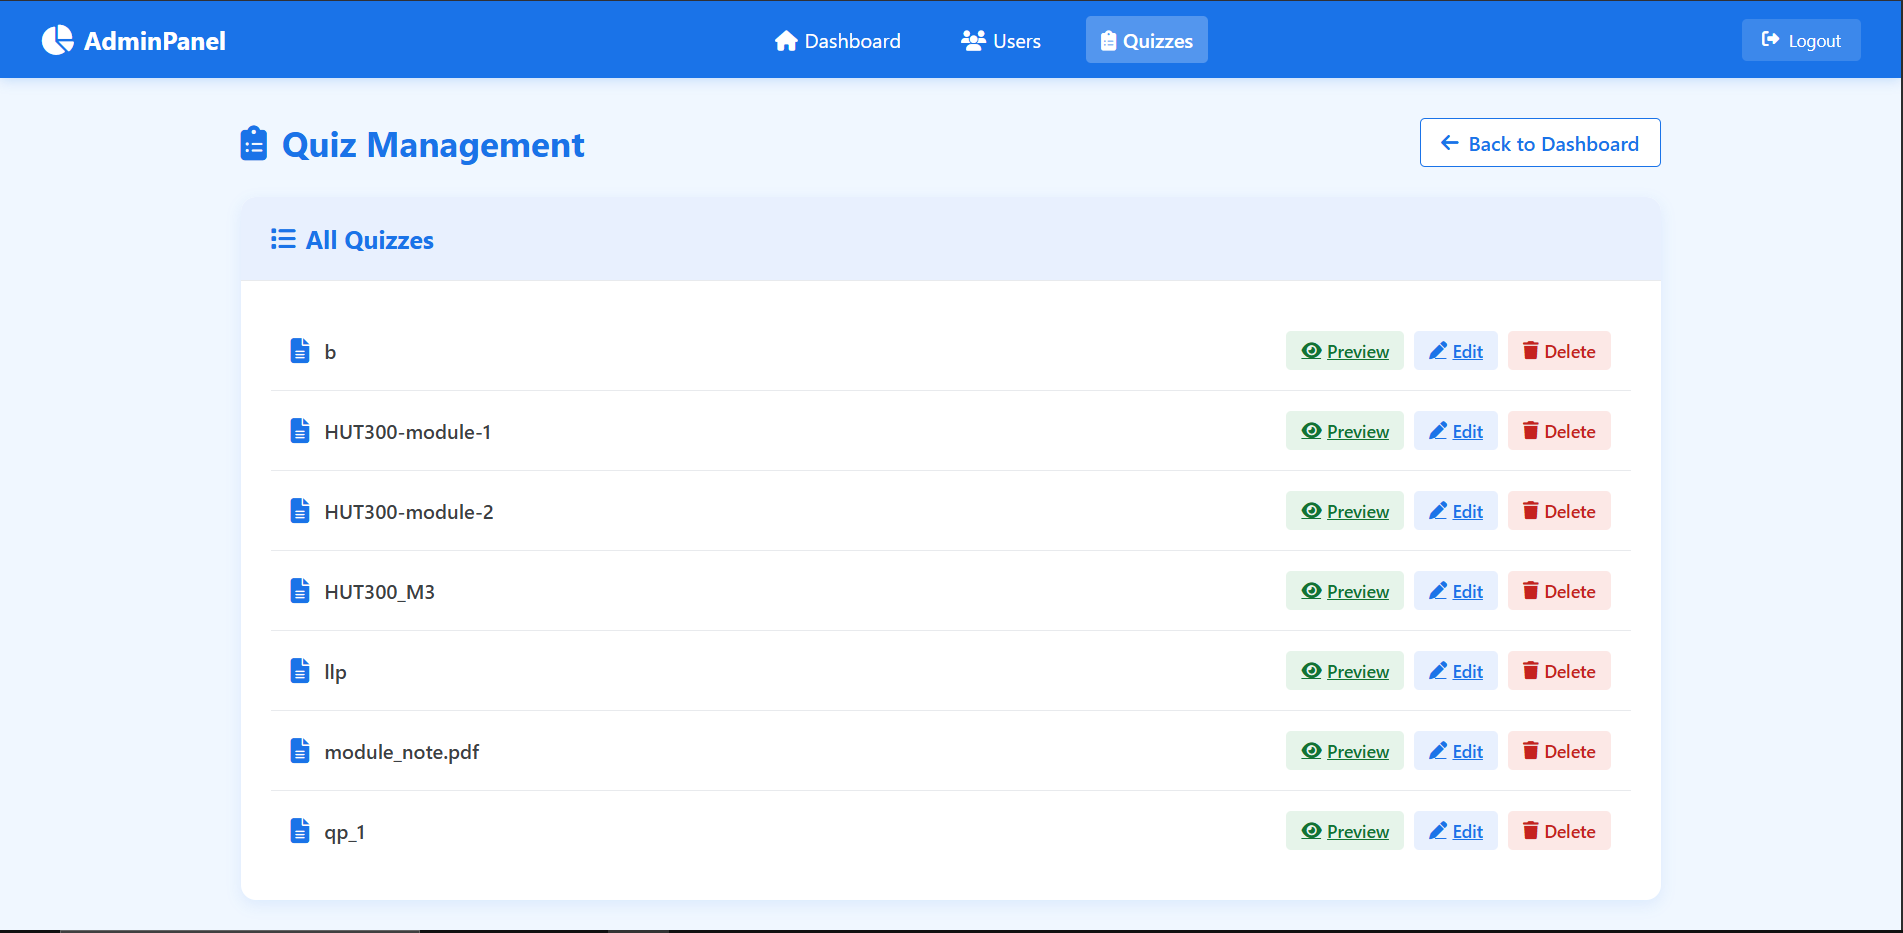 AdminPanel Dashboard Users Quizzes Logout
Quiz Management Back to Dashboard
All Quizzes
b Preview Edit Delete
HUT300-module-1 Preview Edit Delete
HUT300-module-2 Preview Edit Delete
HUT300_M3 Preview Edit Delete
llp Preview Edit Delete
module_note.pdf Preview Edit Delete
qp_1 Preview Edit Delete